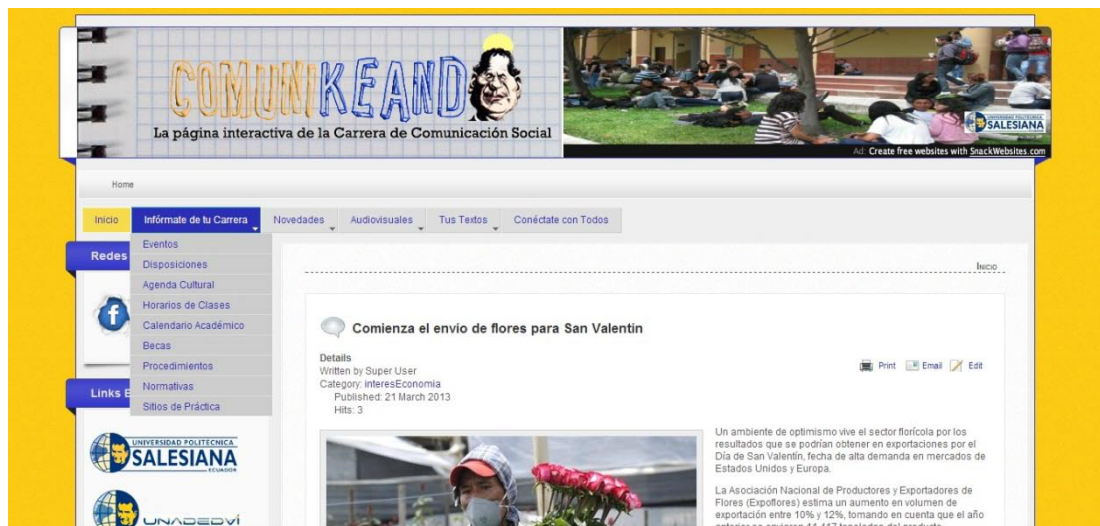 COMUNIKEANDO
La página interactiva de la Carrera de Comunicación Social
UNIVERSIDAD POLITÉCNICA
SALESIANA
Ad: Create free websites with SnackWebsites.com
Home
Inicio Infórmate de tu Carrera Novedades Audiovisuales Tus Textos Conéctate con Todos
Eventos
Disposiciones
Agenda Cultural
Horarios de Clases
Calendario Académico
Becas
Procedimientos
Normativas
Sitios de Práctica
Redes
f
Links E
UNIVERSIDAD POLITECNICA
SALESIANA
ECUADOR
UNADEDVÍ
INICIO
Comienza el envio de flores para San Valentin
Details
Written by Super User
Category: interesEconomia
Published: 21 March 2013
Hits: 3
Print Email Edit
Un ambiente de optimismo vive el sector florícola por los
resultados que se podrían obtener en exportaciones por el
Día de San Valentín, fecha de alta demanda en mercados de
Estados Unidos y Europa.
La Asociación Nacional de Productores y Exportadores de
Flores (Expoflores) estima un aumento en volumen de
exportación entre 10% y 12%, tomando en cuenta que el año